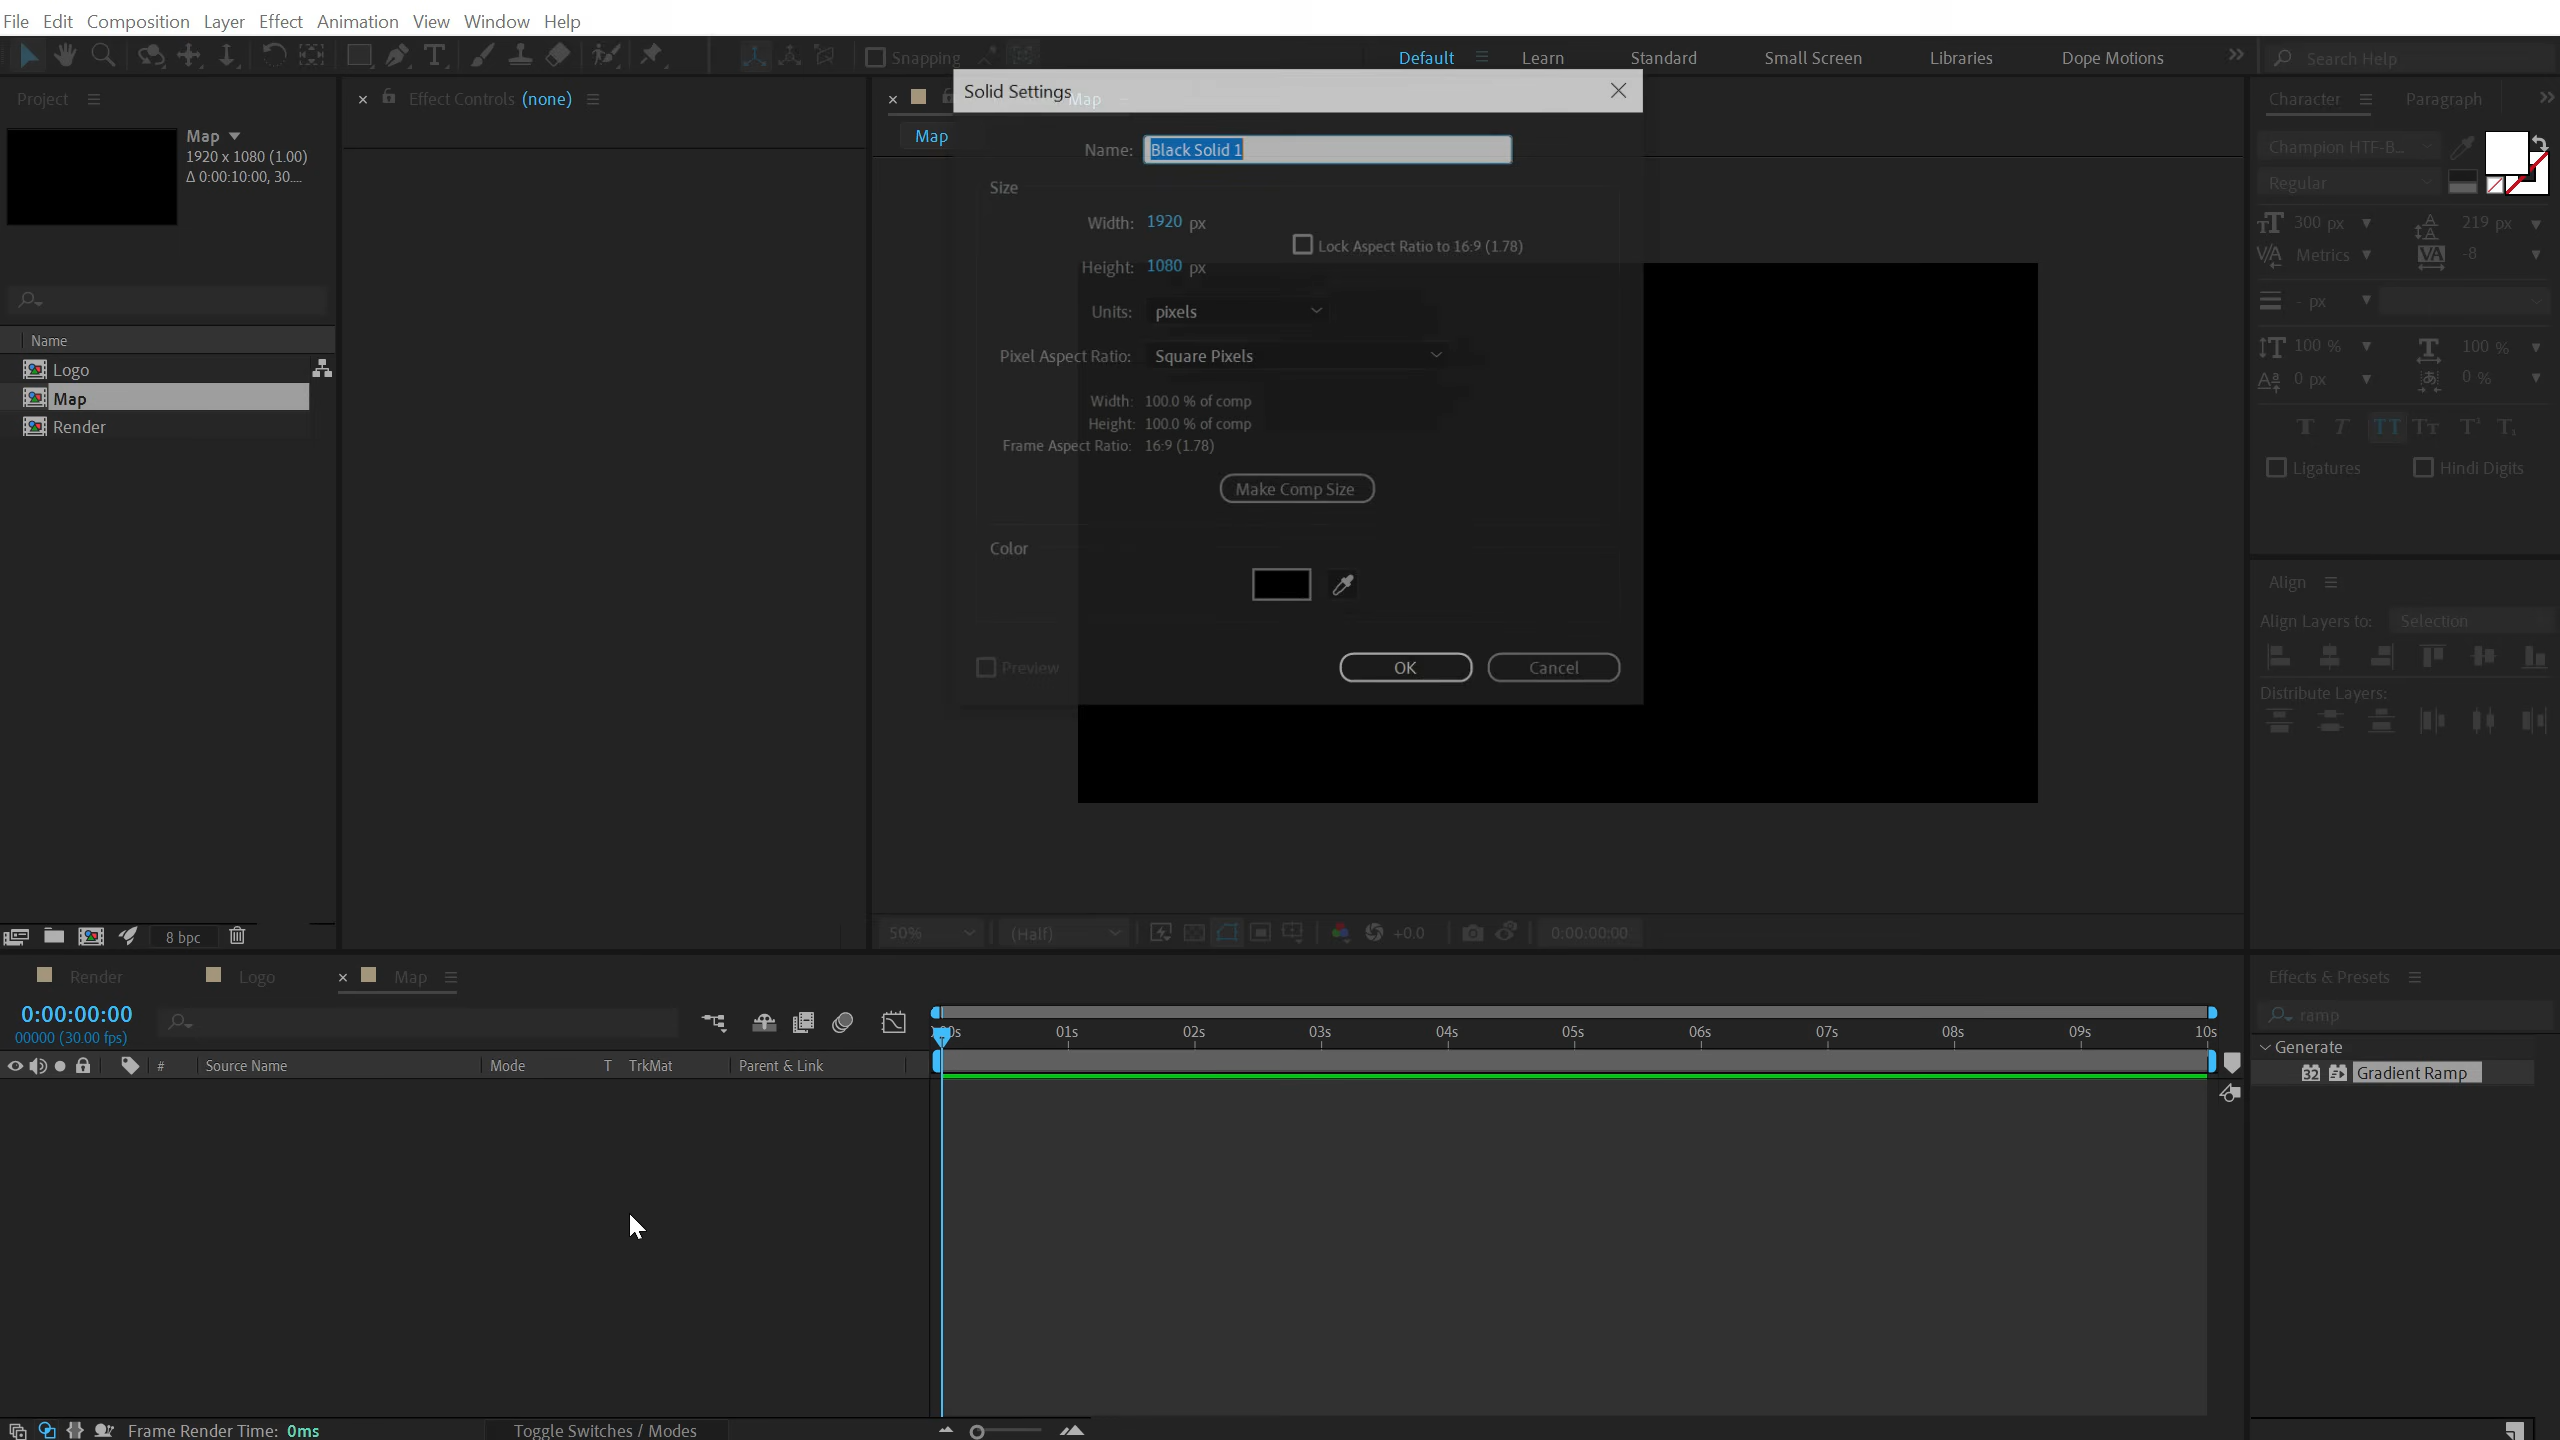 File Edit Composition Layer Effect Animation View Window Help
Snapping
Default Learn Standard Small Screen Libraries Dope Motions Search Help
Project
Effect Controls (none)
Map
Solid Settings
Character Paragraph
Map
1920 x 1080 (1.00)
Δ 0:00:10:00, 30....
Map
Name: Black Solid 1
Champion HTF-B...
Regular
Size
Width: 1920 px
Lock Aspect Ratio to 16:9 (1.78)
Height: 1080 px
300 px 219 px
Metrics -8
Units: pixels
- px
Pixel Aspect Ratio: Square Pixels
100 % 100 %
0 px 0 %
Name
Logo
Map
Render
Width: 100.0 % of comp
Height: 100.0 % of comp
Frame Aspect Ratio: 16:9 (1.78)
Make Comp Size
Ligatures Hindi Digits
Color
Preview
OK Cancel
Align
Align Layers to: Selection
Distribute Layers:
8 bpc
50% (Half) +0.0 0:00:00:00
Render Logo Map
Effects & Presets
0:00:00:00
00000 (30.00 fps)
ramp
01s 02s 03s 04s 05s 06s 07s 08s 09s 10s
# Source Name Mode T TrkMat Parent & Link
Generate
32 Gradient Ramp
Frame Render Time: 0ms
Toggle Switches / Modes